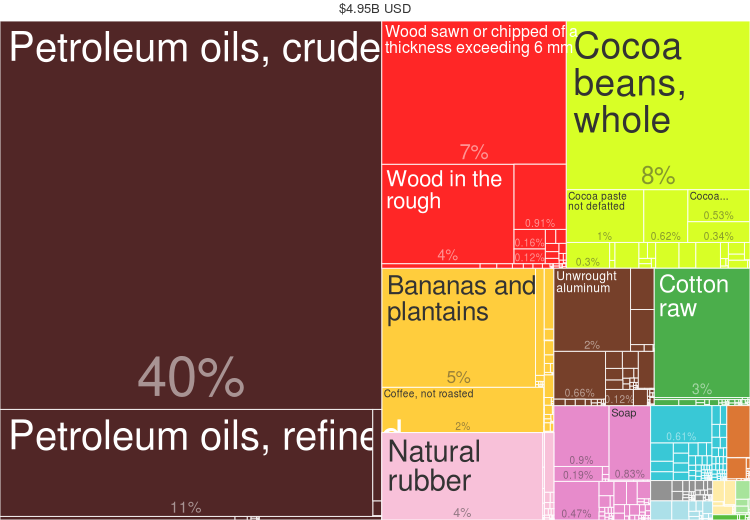 $4.95B USD
Petroleum oils, crude
40%
Petroleum oils, refined
11%
Wood sawn or chipped of a
thickness exceeding 6 mm
7%
Wood in the
rough
4%
0.91%
0.16%
0.12%
Cocoa
beans,
whole
8%
Cocoa paste
not defatted
1%
0.62%
Cocoa...
0.53%
0.34%
0.3%
Bananas and
plantains
5%
Coffee, not roasted
2%
Natural
rubber
4%
Unwrought
aluminum
2%
0.66%
0.12%
Cotton
raw
3%
0.9%
0.19%
0.47%
Soap
0.83%
0.61%